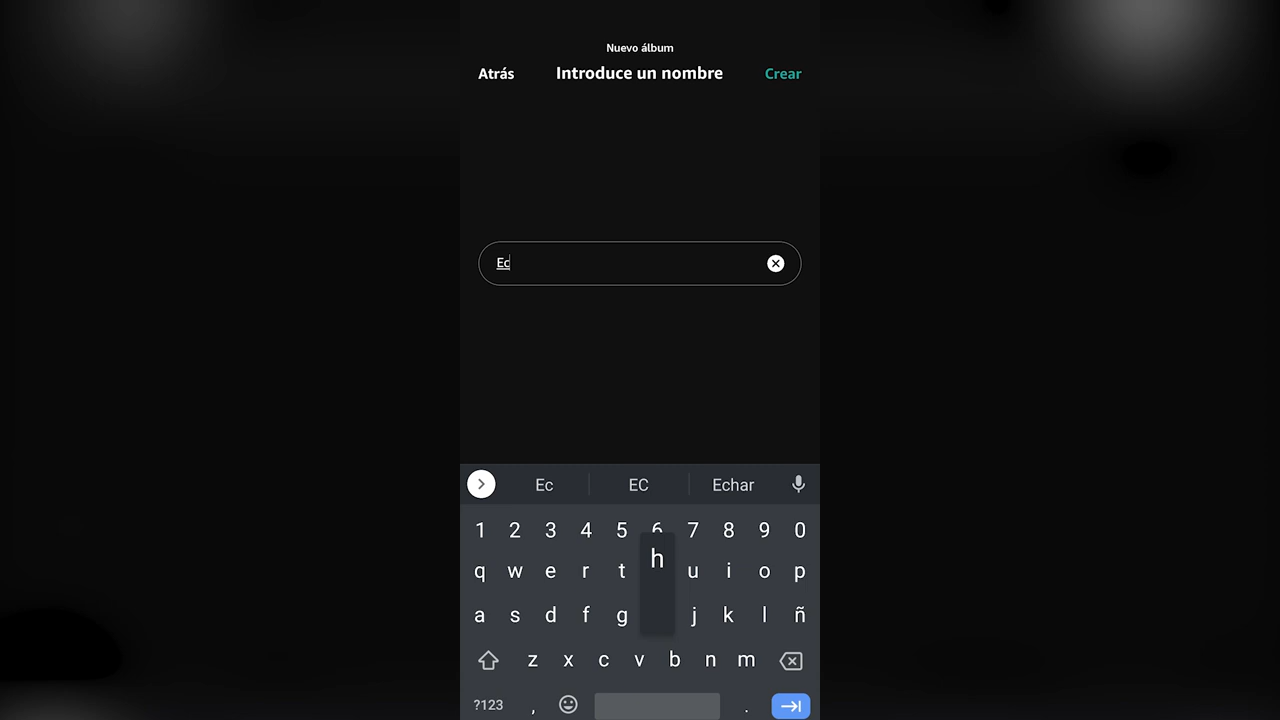 Nuevo álbum
Atrás Introduce un nombre Crear
Ec
Ec EC Echar
1 2 3 4 5 6 7 8 9 0
q w e r t h u i o p
a s d f g j k l ñ
z x c v b n m
?123 , .